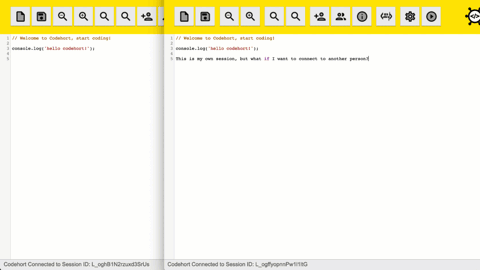 1 // Welcome to Codehort, start coding!
2
3 console.log('hello codehort!');
4
5
Codehort Connected to Session ID: L_oghB1N2rzuxd3SrUs
1 // Welcome to Codehort, start coding!
2
3 console.log('hello codehort!');
4
5 This is my own session, but what if I want to connect to another person?
Codehort Connected to Session ID: L_ogffyopnnPw1I1ltG